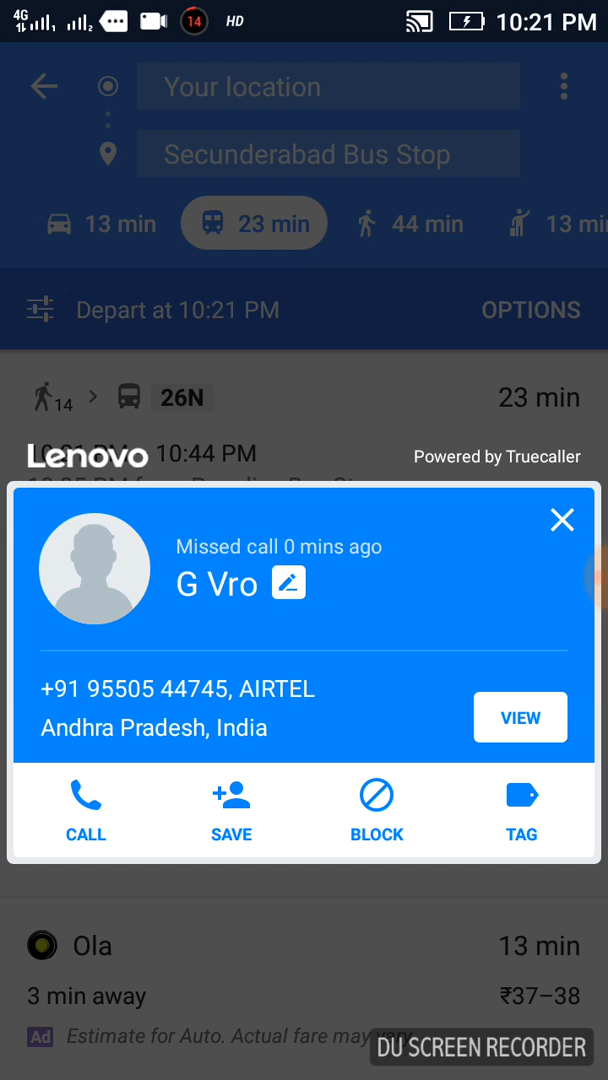 4G 14 HD 10:21 PM
Your location
Secunderabad Bus Stop
13 min 23 min 44 min 13 mi
Depart at 10:21 PM OPTIONS
14 26N 23 min
10:44 PM
Lenovo Powered by Truecaller
Missed call 0 mins ago
G Vro
+91 95505 44745, AIRTEL
Andhra Pradesh, India
VIEW
CALL SAVE BLOCK TAG
Ola 13 min
3 min away ₹37–38
Ad Estimate for Auto. Actual fare may
DU SCREEN RECORDER